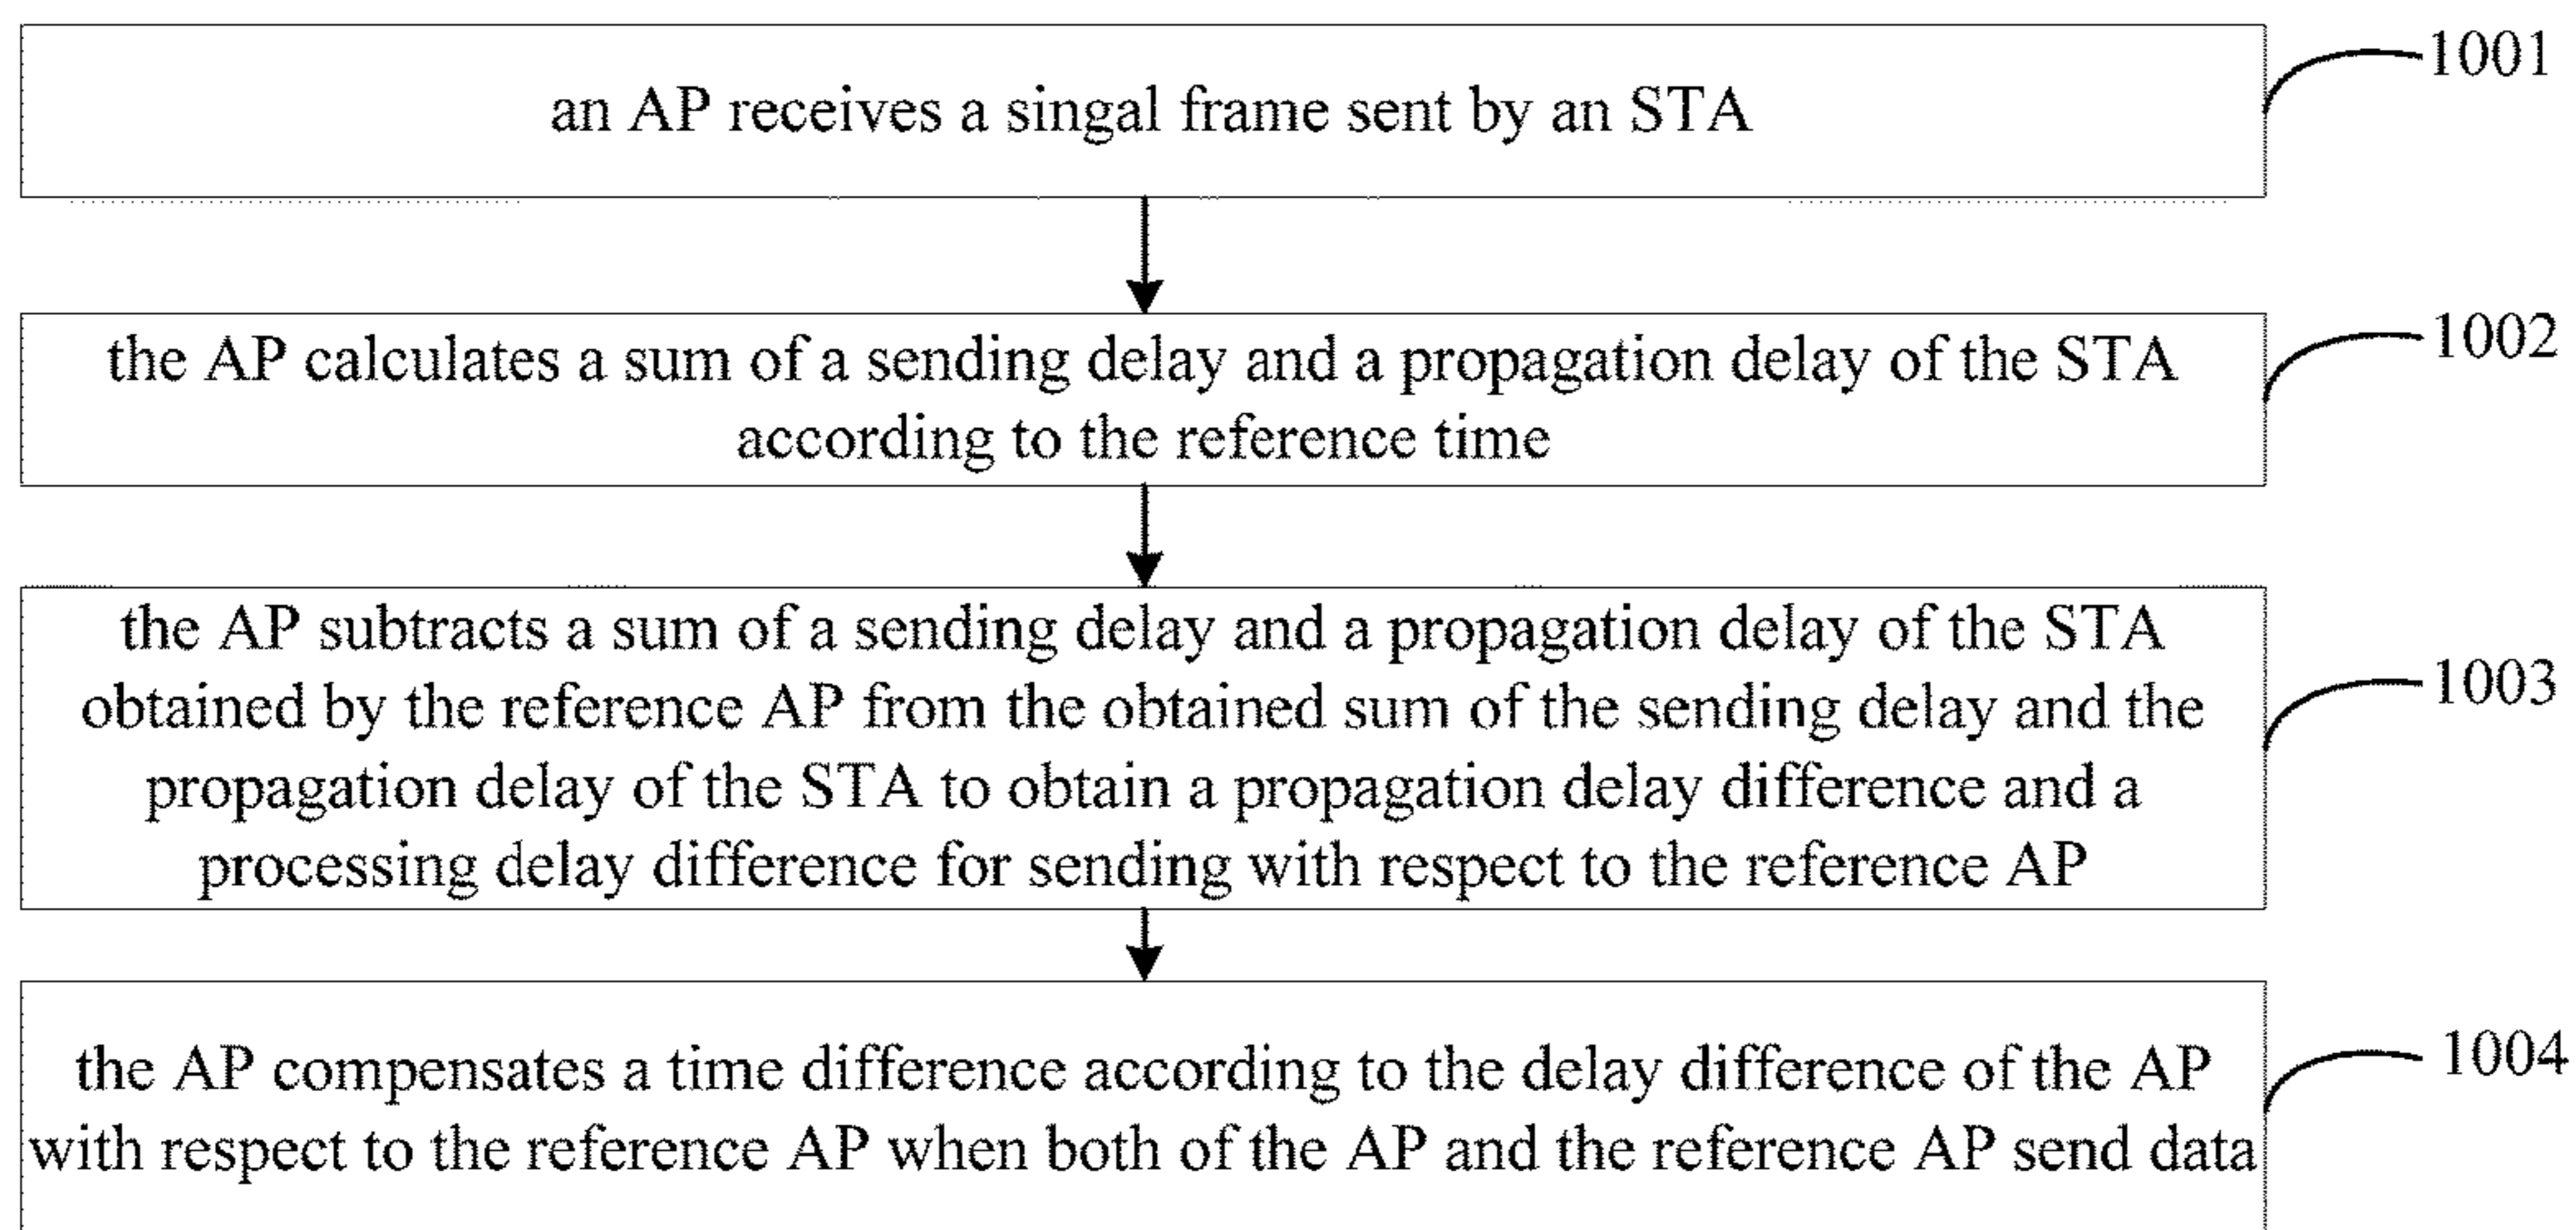 an AP receives a singal frame sent by an STA
1001
the AP calculates a sum of a sending delay and a propagation delay of the STA
according to the reference time
1002
the AP subtracts a sum of a sending delay and a propagation delay of the STA
obtained by the reference AP from the obtained sum of the sending delay and the
propagation delay of the STA to obtain a propagation delay difference and a
processing delay difference for sending with respect to the reference AP
1003
the AP compensates a time difference according to the delay difference of the AP
with respect to the reference AP when both of the AP and the reference AP send data
1004